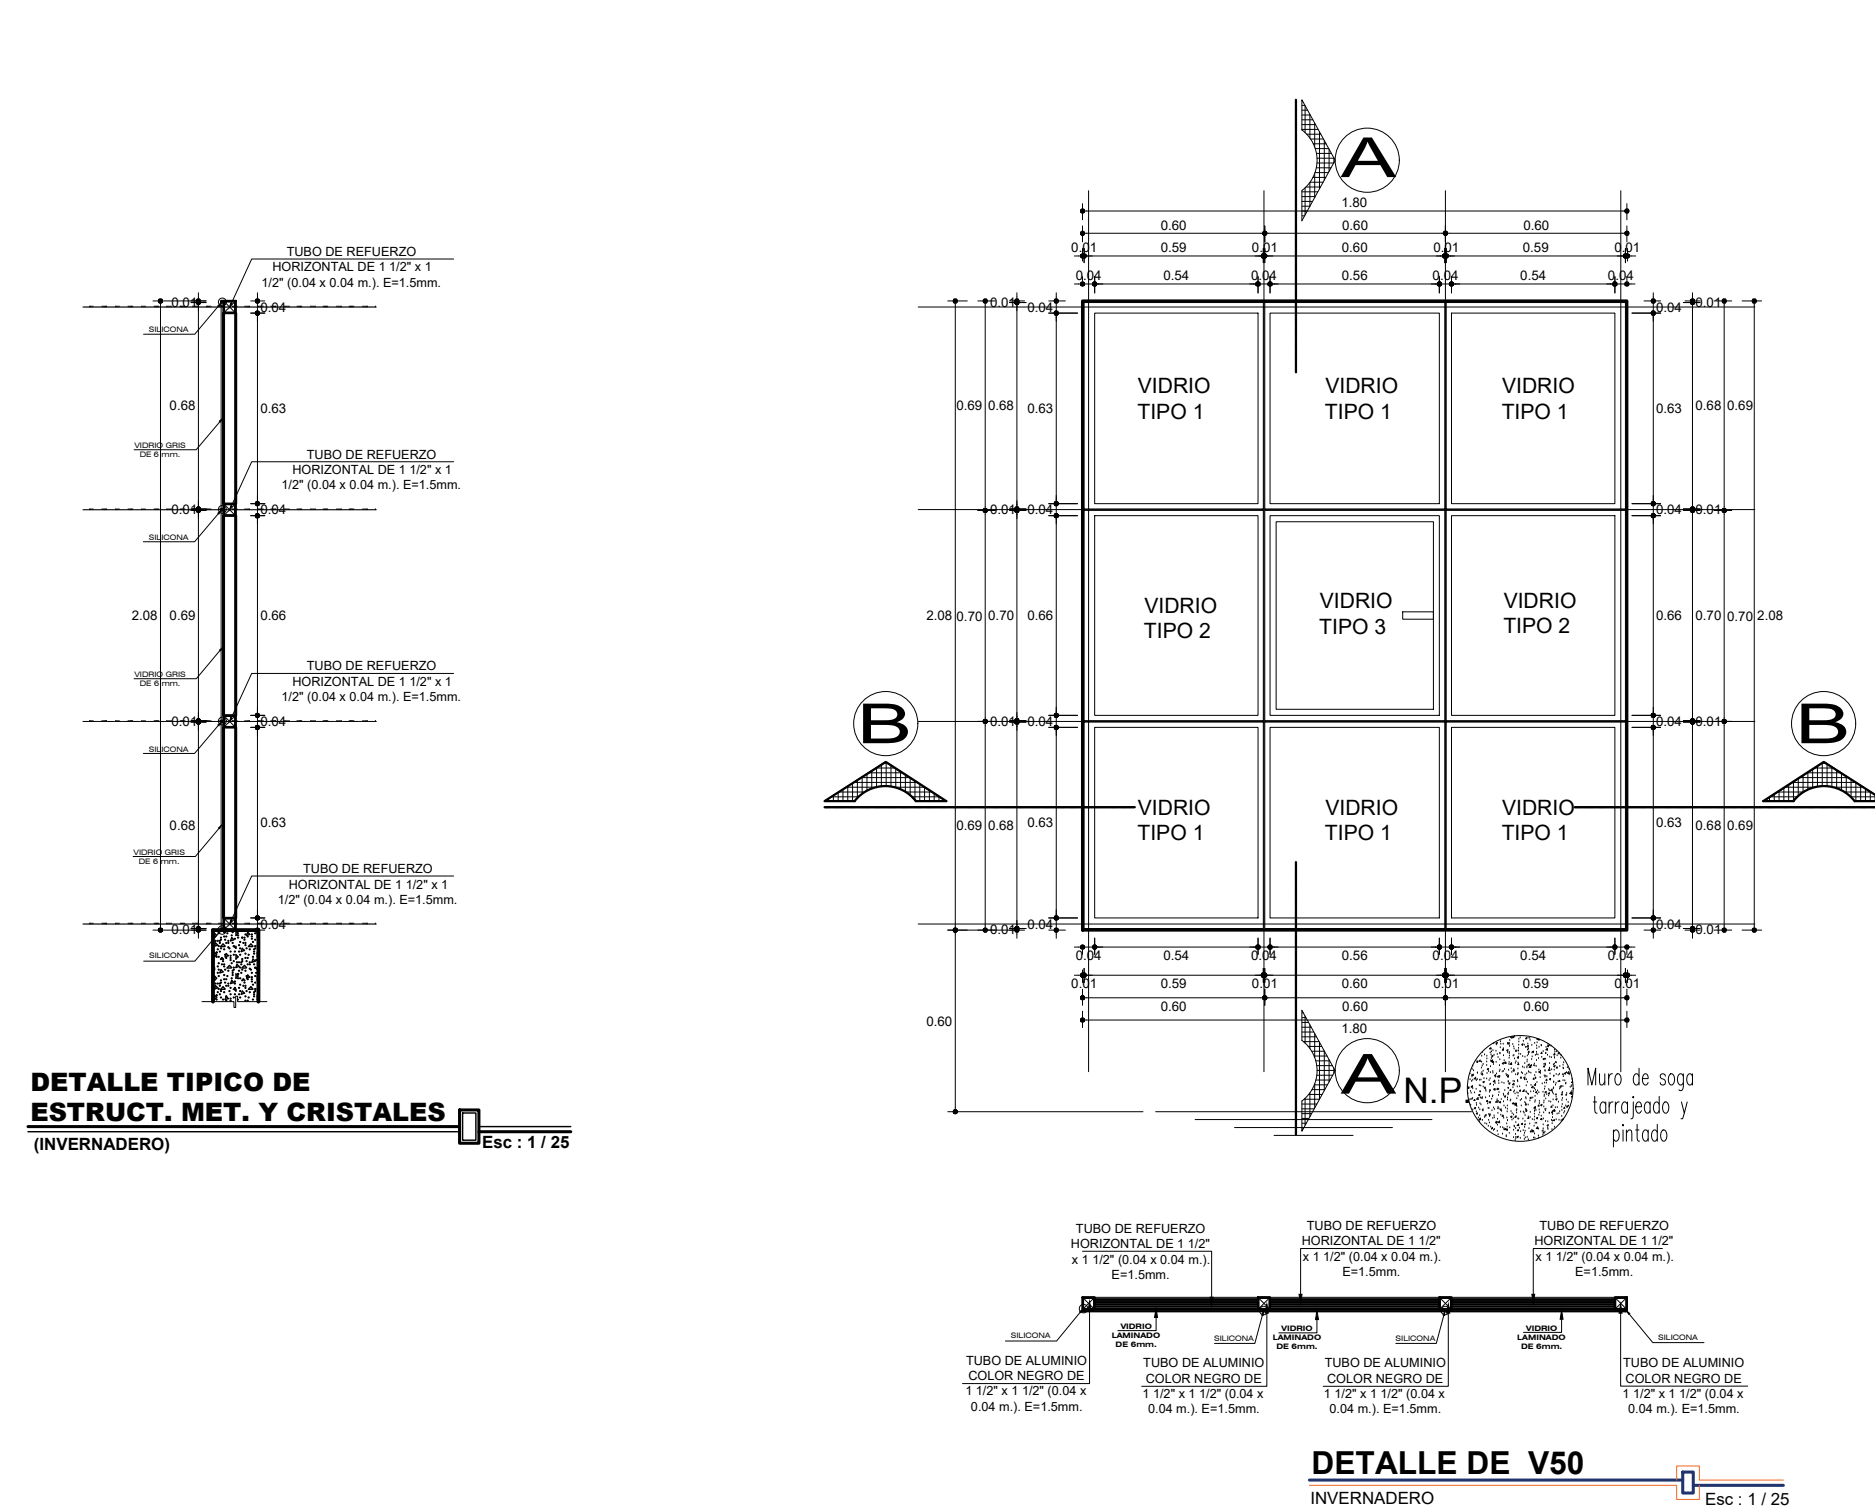 TUBO DE REFUERZO
HORIZONTAL DE 1 1/2" x 1
1/2" (0.04 x 0.04 m.). E=1.5mm.
0.01
0.04
SILICONA
0.68
0.63
VIDRIO GRIS
DE 6 mm.
TUBO DE REFUERZO
HORIZONTAL DE 1 1/2" x 1
1/2" (0.04 x 0.04 m.). E=1.5mm.
0.01
0.04
SILICONA
2.08
0.69
0.66
VIDRIO GRIS
DE 6 mm.
TUBO DE REFUERZO
HORIZONTAL DE 1 1/2" x 1
1/2" (0.04 x 0.04 m.). E=1.5mm.
0.01
0.04
SILICONA
0.68
0.63
VIDRIO GRIS
DE 6 mm.
TUBO DE REFUERZO
HORIZONTAL DE 1 1/2" x 1
1/2" (0.04 x 0.04 m.). E=1.5mm.
0.01
0.04
SILICONA
DETALLE TIPICO DE
ESTRUCT. MET. Y CRISTALES
(INVERNADERO)
Esc : 1 / 25
A
1.80
0.60 0.60 0.60
0.01 0.59 0.01 0.60 0.01 0.59 0.01
0.04 0.54 0.04 0.56 0.04 0.54 0.04
0.01 0.04 0.04 0.01
VIDRIO
TIPO 1
VIDRIO
TIPO 1
VIDRIO
TIPO 1
0.69 0.68 0.63 0.63 0.68 0.69
0.01 0.04 0.04 0.01
VIDRIO
TIPO 2
VIDRIO
TIPO 3
VIDRIO
TIPO 2
2.08 0.70 0.70 0.66 0.66 0.70 0.70 2.08
0.01 0.04 0.04 0.01
B
B
VIDRIO
TIPO 1
VIDRIO
TIPO 1
VIDRIO
TIPO 1
0.69 0.68 0.63 0.63 0.68 0.69
0.01 0.04 0.04 0.01
0.04 0.54 0.04 0.56 0.04 0.54 0.04
0.01 0.59 0.01 0.60 0.01 0.59 0.01
0.60 0.60 0.60
1.80
0.60
A
N.P.
Muro de soga
tarrajeado y
pintado
TUBO DE REFUERZO
HORIZONTAL DE 1 1/2"
x 1 1/2" (0.04 x 0.04 m.).
E=1.5mm.
TUBO DE REFUERZO
HORIZONTAL DE 1 1/2"
x 1 1/2" (0.04 x 0.04 m.).
E=1.5mm.
TUBO DE REFUERZO
HORIZONTAL DE 1 1/2"
x 1 1/2" (0.04 x 0.04 m.).
E=1.5mm.
SILICONA
VIDRIO
LAMINADO
DE 6mm.
SILICONA
VIDRIO
LAMINADO
DE 6mm.
SILICONA
VIDRIO
LAMINADO
DE 6mm.
SILICONA
TUBO DE ALUMINIO
COLOR NEGRO DE
1 1/2" x 1 1/2" (0.04 x
0.04 m.). E=1.5mm.
TUBO DE ALUMINIO
COLOR NEGRO DE
1 1/2" x 1 1/2" (0.04 x
0.04 m.). E=1.5mm.
TUBO DE ALUMINIO
COLOR NEGRO DE
1 1/2" x 1 1/2" (0.04 x
0.04 m.). E=1.5mm.
TUBO DE ALUMINIO
COLOR NEGRO DE
1 1/2" x 1 1/2" (0.04 x
0.04 m.). E=1.5mm.
DETALLE DE V50
INVERNADERO
Esc : 1 / 25